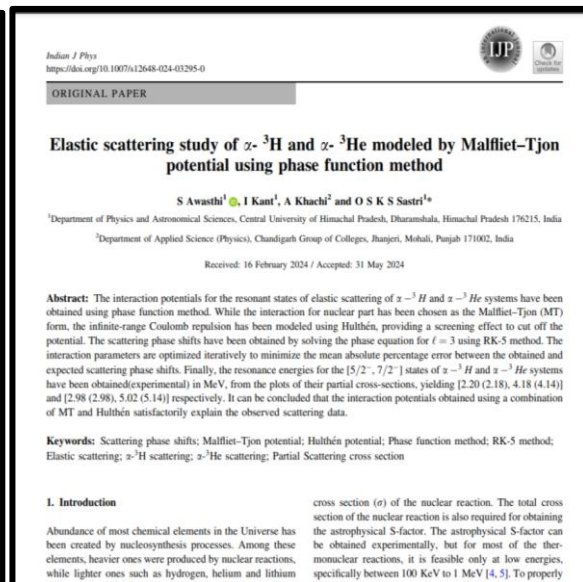 Indian J Phys
https://doi.org/10.1007/s12648-024-03295-0
IJP
Check for
updates
ORIGINAL PAPER
Elastic scattering study of α- ³H and α- ³He modeled by Malfliet–Tjon
potential using phase function method
S Awasthi¹, I Kant¹, A Khachi² and O S K S Sastri¹*
¹Department of Physics and Astronomical Sciences, Central University of Himachal Pradesh, Dharamshala, Himachal Pradesh 176215, India
²Department of Applied Science (Physics), Chandigarh Group of Colleges, Jhanjeri, Mohali, Punjab 171002, India
Received: 16 February 2024 / Accepted: 31 May 2024
Abstract: The interaction potentials for the resonant states of elastic scattering of α −³ H and α −³ He systems have been
obtained using phase function method. While the interaction for nuclear part has been chosen as the Malfliet–Tjon (MT)
form, the infinite-range Coulomb repulsion has been modeled using Hulthén, providing a screening effect to cut off the
potential. The scattering phase shifts have been obtained by solving the phase equation for ℓ = 3 using RK-5 method. The
interaction parameters are optimized iteratively to minimize the mean absolute percentage error between the obtained and
expected scattering phase shifts. Finally, the resonance energies for the [5/2⁻, 7/2⁻] states of α −³ H and α −³ He systems
have been obtained(experimental) in MeV, from the plots of their partial cross-sections, yielding [2.20 (2.18), 4.18 (4.14)]
and [2.98 (2.98), 5.02 (5.14)] respectively. It can be concluded that the interaction potentials obtained using a combination
of MT and Hulthén satisfactorily explain the observed scattering data.
Keywords: Scattering phase shifts; Malfliet–Tjon potential; Hulthén potential; Phase function method; RK-5 method;
Elastic scattering; α-³H scattering; α-³He scattering; Partial Scattering cross section
1. Introduction
Abundance of most chemical elements in the Universe has
been created by nucleosynthesis processes. Among these
elements, heavier ones were produced by nuclear reactions,
while lighter ones such as hydrogen, helium and lithium
cross section (σ) of the nuclear reaction. The total cross
section of the nuclear reaction is also required for obtaining
the astrophysical S-factor. The astrophysical S-factor can
be obtained experimentally, but for most of the ther-
monuclear reactions, it is feasible only at low energies,
specifically between 100 KeV to 1 MeV [4, 5]. To properly